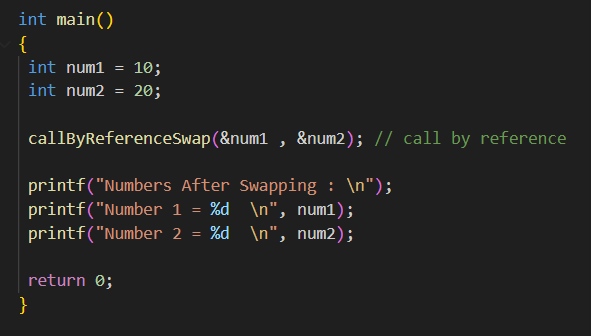 int main()
{
int num1 = 10;
int num2 = 20;
callByReferenceSwap(&num1 , &num2); // call by reference
printf("Numbers After Swapping : \n");
printf("Number 1 = %d  \n", num1);
printf("Number 2 = %d  \n", num2);
return 0;
}